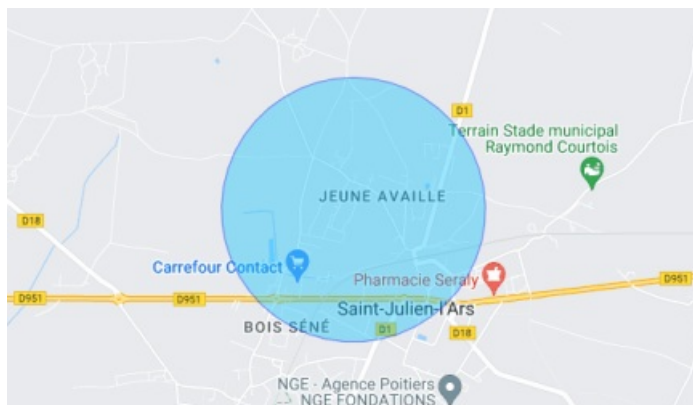 D1
Terrain Stade municipal
Raymond Courtois
JEUNE AVAILLE
D18
Carrefour Contact
Pharmacie Seraly
D951
D951
D951
Saint-Julien-l'Ars
BOIS SÉNÉ
D1
D18
NGE - Agence Poitiers
NGE FONDATIONS